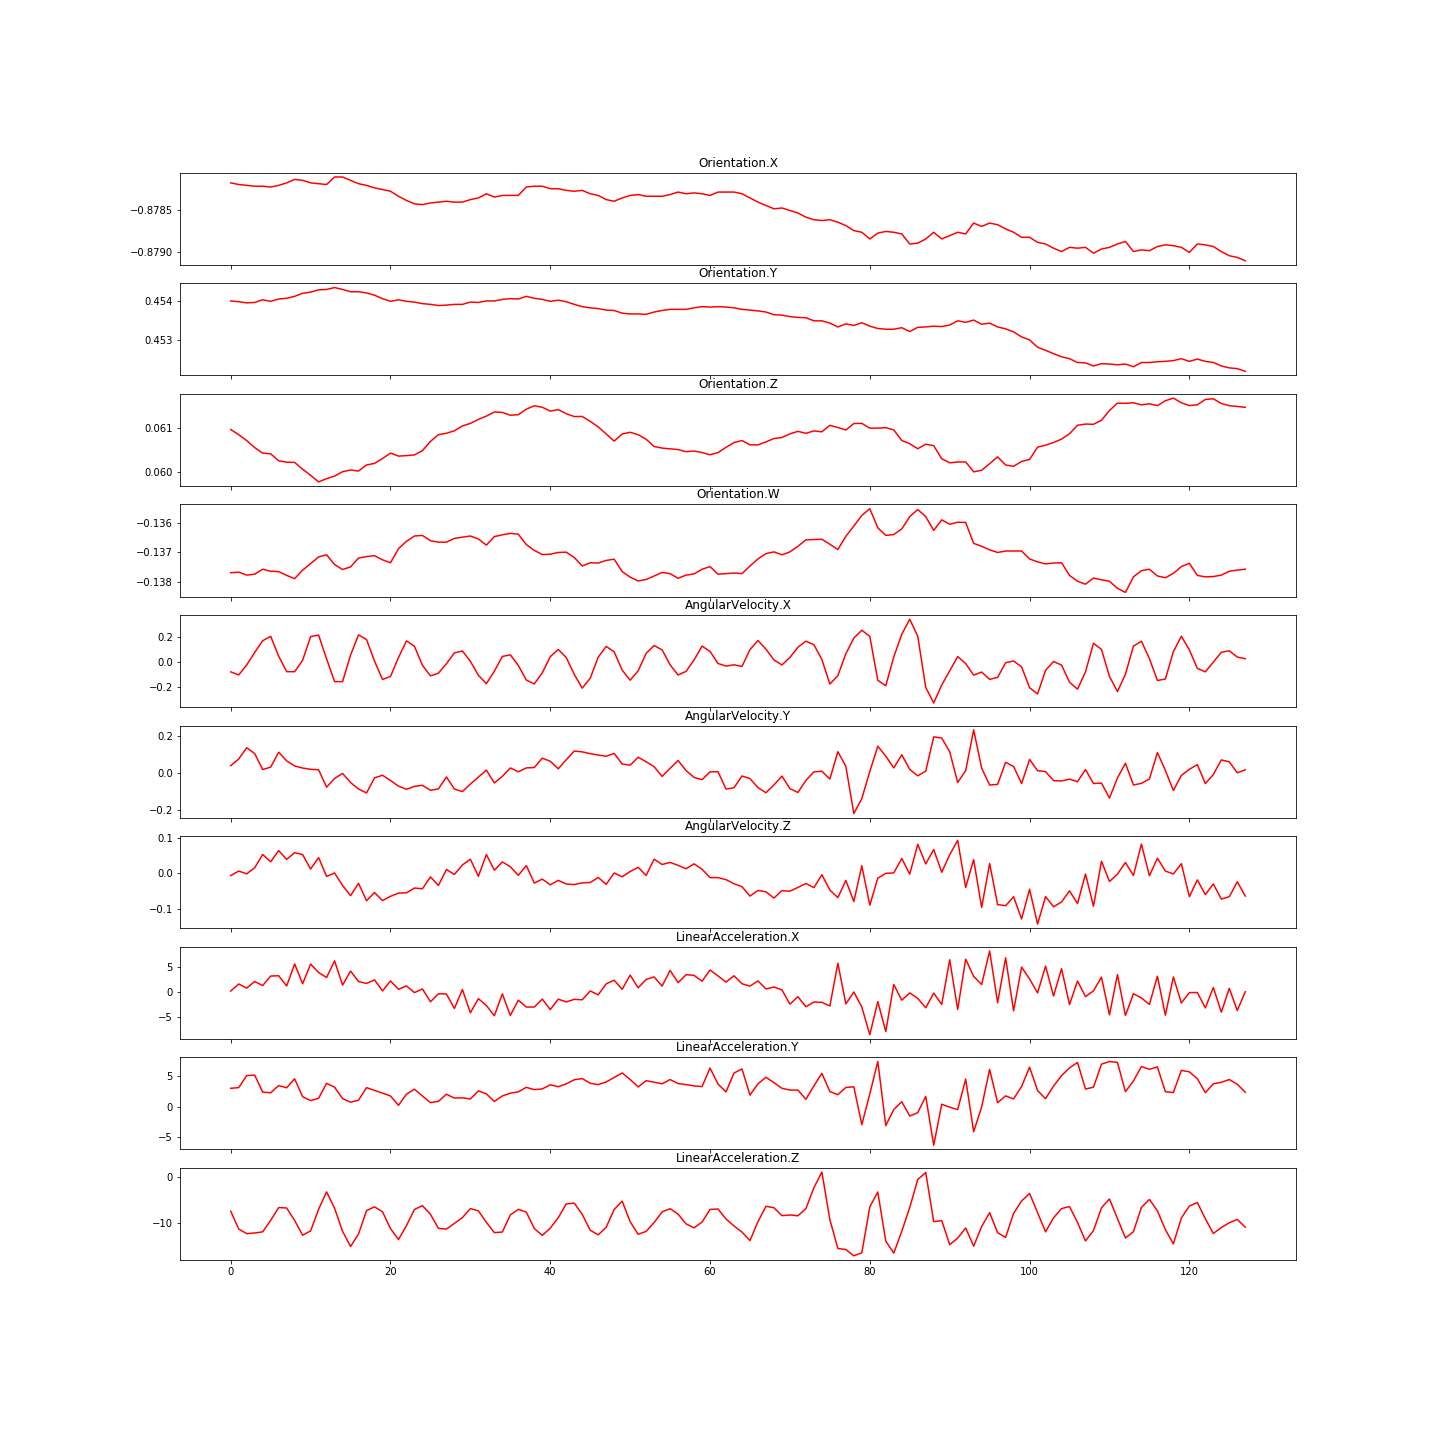 Orientation.X
−0.8785
−0.8790
Orientation.Y
0.454
0.453
Orientation.Z
0.061
0.060
Orientation.W
−0.136
−0.137
−0.138
AngularVelocity.X
0.2
0.0
−0.2
AngularVelocity.Y
0.2
0.0
−0.2
AngularVelocity.Z
0.1
0.0
−0.1
LinearAcceleration.X
5
0
−5
LinearAcceleration.Y
5
0
−5
LinearAcceleration.Z
0
−10
0 20 40 60 80 100 120